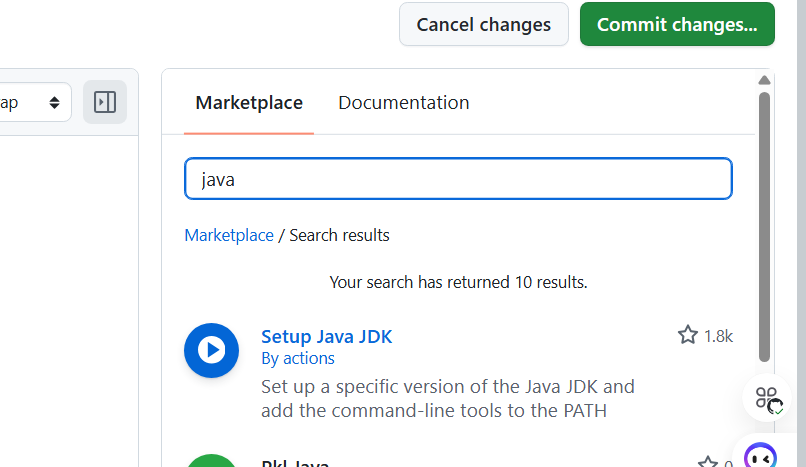 Cancel changes
Commit changes...
ap
Marketplace
Documentation
java
Marketplace / Search results
Your search has returned 10 results.
Setup Java JDK
1.8k
By actions
Set up a specific version of the Java JDK and
add the command-line tools to the PATH
Pkl Java
0